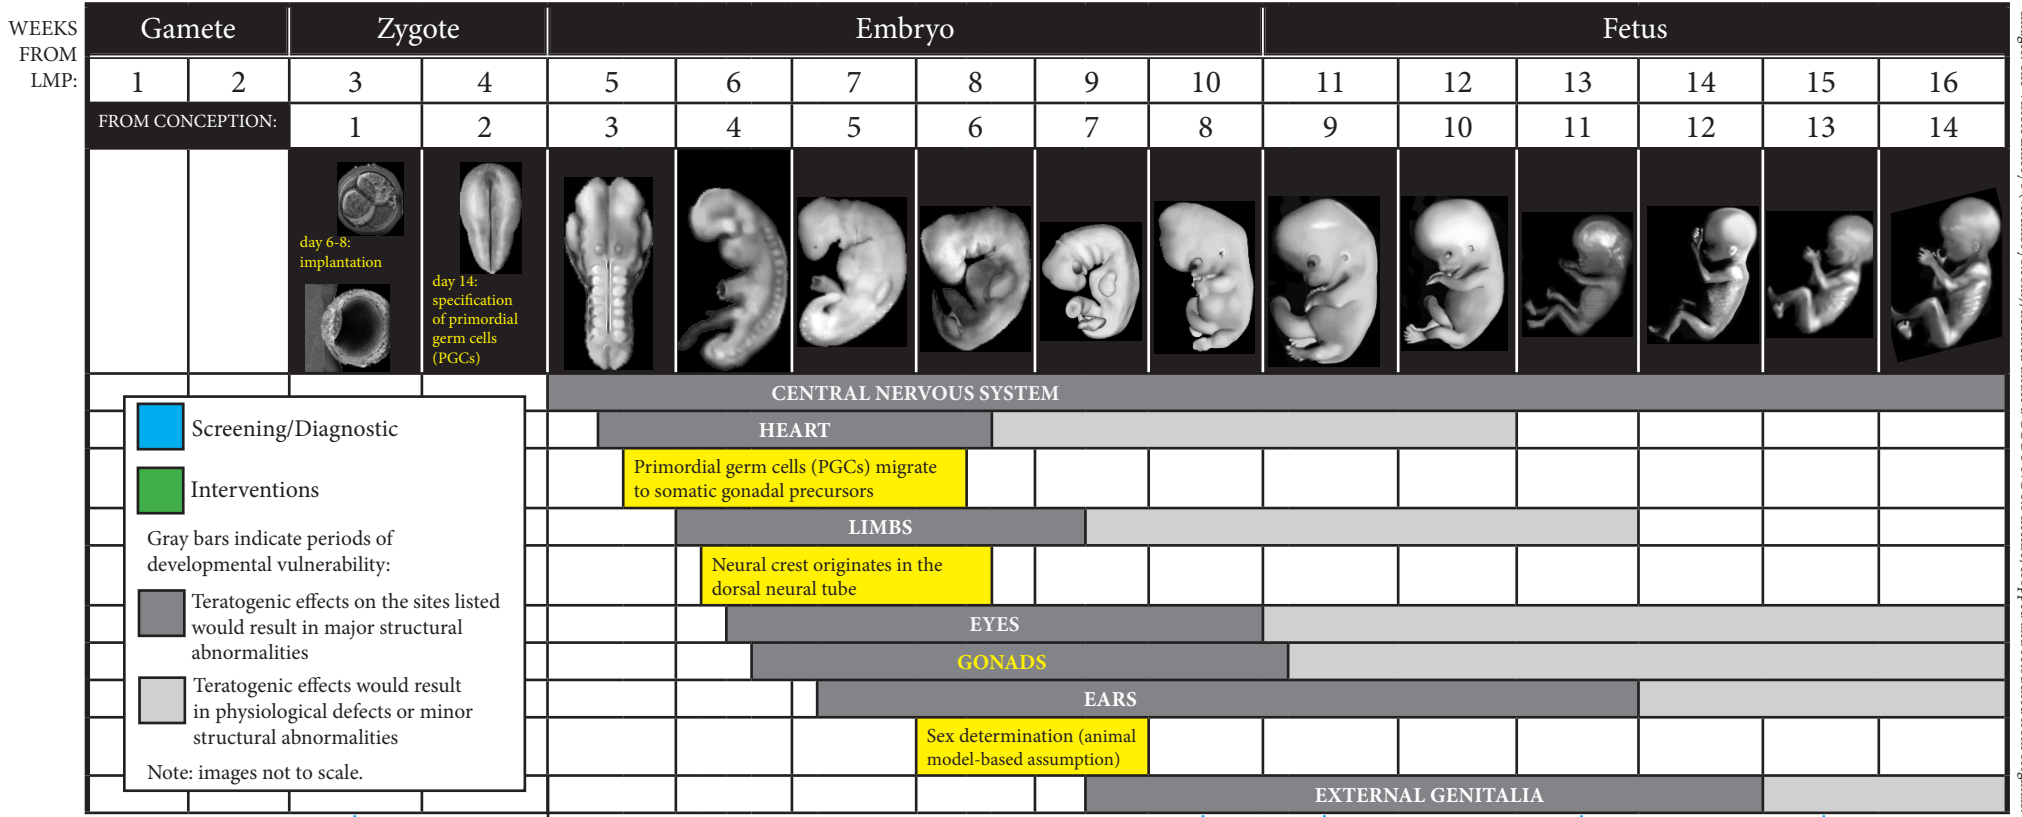 WEEKS
FROM
LMP:
Gamete Zygote Embryo Fetus
1 2 3 4 5 6 7 8 9 10 11 12 13 14 15 16
FROM CONCEPTION: 1 2 3 4 5 6 7 8 9 10 11 12 13 14
day 6-8:
implantation
day 14:
specification
of primordial
germ cells
(PGCs)
CENTRAL NERVOUS SYSTEM
HEART
Primordial germ cells (PGCs) migrate
to somatic gonadal precursors
LIMBS
Neural crest originates in the
dorsal neural tube
EYES
GONADS
EARS
Sex determination (animal
model-based assumption)
EXTERNAL GENITALIA
Screening/Diagnostic
Interventions
Gray bars indicate periods of
developmental vulnerability:
Teratogenic effects on the sites listed
would result in major structural
abnormalities
Teratogenic effects would result
in physiological defects or minor
structural abnormalities
Note: images not to scale.